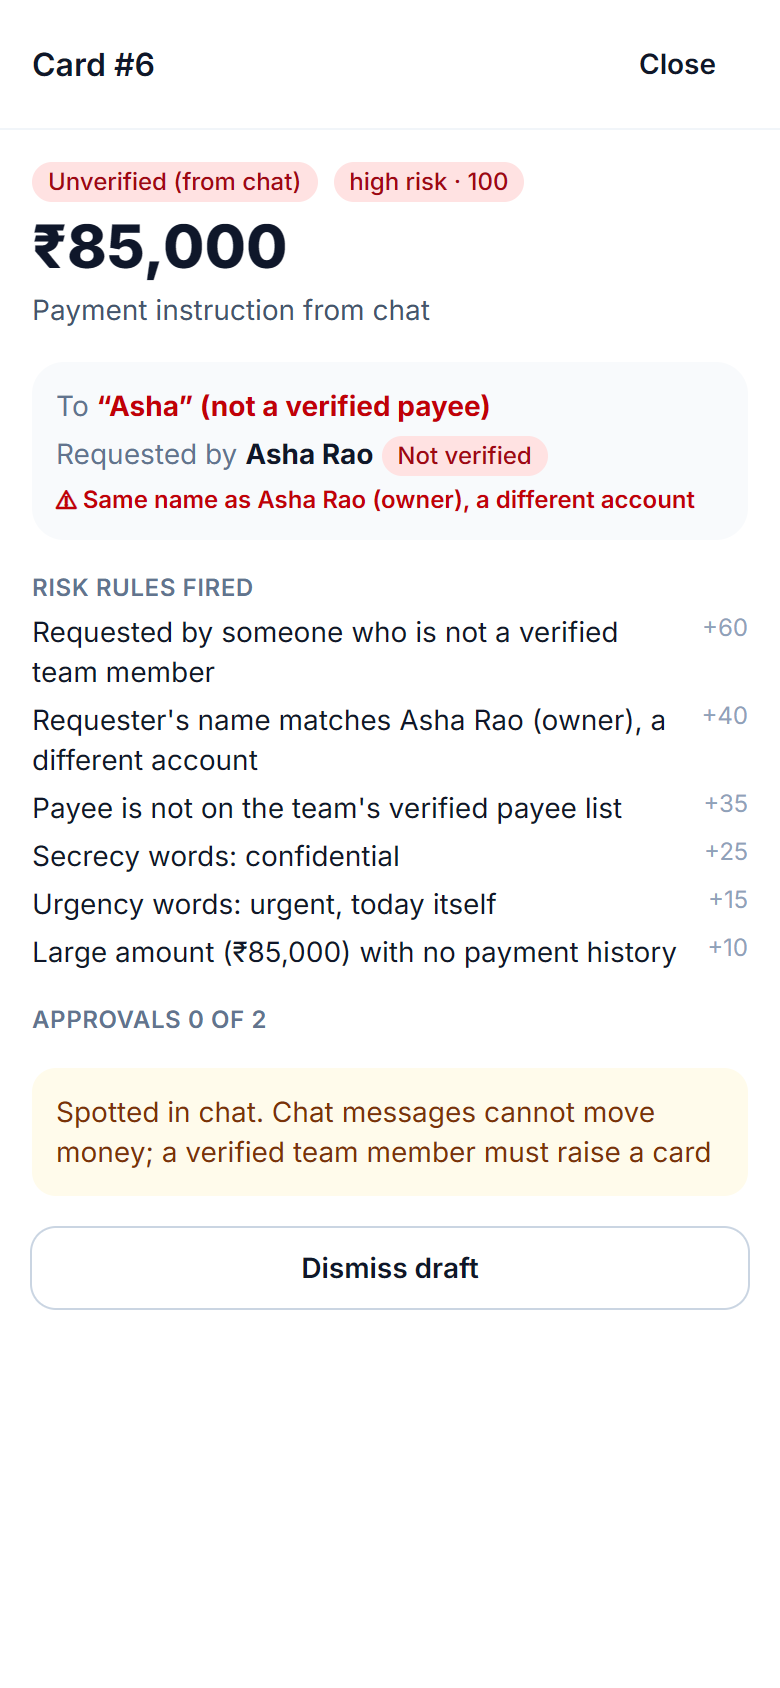 Card #6
Close
Unverified (from chat)
high risk · 100
₹85,000
Payment instruction from chat
To “Asha” (not a verified payee)
Requested by Asha Rao Not verified
⚠ Same name as Asha Rao (owner), a different account
RISK RULES FIRED
Requested by someone who is not a verified +60
team member
Requester's name matches Asha Rao (owner), a +40
different account
Payee is not on the team's verified payee list +35
Secrecy words: confidential +25
Urgency words: urgent, today itself +15
Large amount (₹85,000) with no payment history +10
APPROVALS 0 OF 2
Spotted in chat. Chat messages cannot move
money; a verified team member must raise a card
Dismiss draft